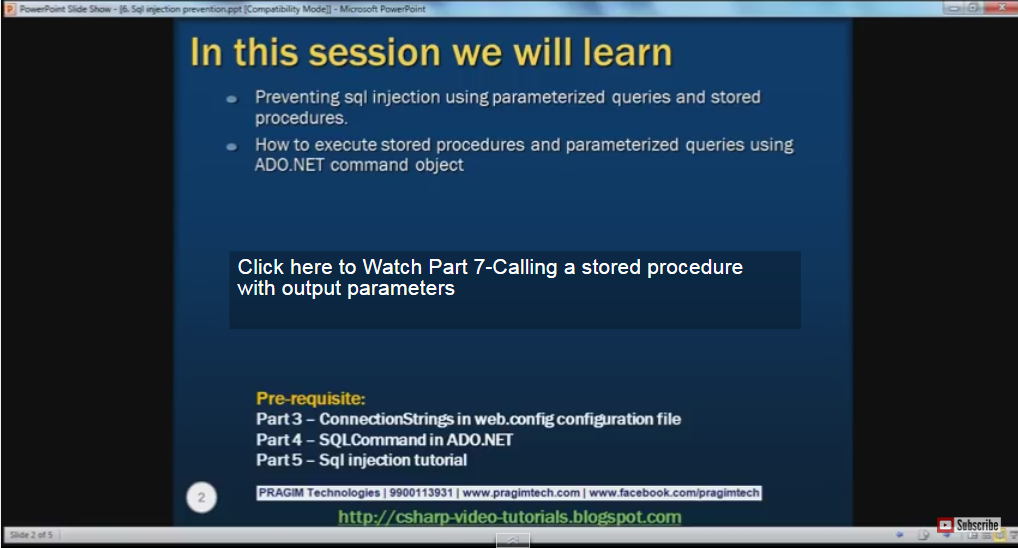 PowerPoint Slide Show - [6. Sql injection prevention.ppt [Compatibility Mode]] - Microsoft PowerPoint
In this session we will learn
Preventing sql injection using parameterized queries and stored
procedures.
How to execute stored procedures and parameterized queries using
ADO.NET command object
Click here to Watch Part 7-Calling a stored procedure
with output parameters
Pre-requisite:
Part 3 – ConnectionStrings in web.config configuration file
Part 4 – SQLCommand in ADO.NET
Part 5 – Sql injection tutorial
2
PRAGIM Technologies | 9900113931 | www.pragimtech.com | www.facebook.com/pragimtech
http://csharp-video-tutorials.blogspot.com
Subscribe
Slide 2 of 5